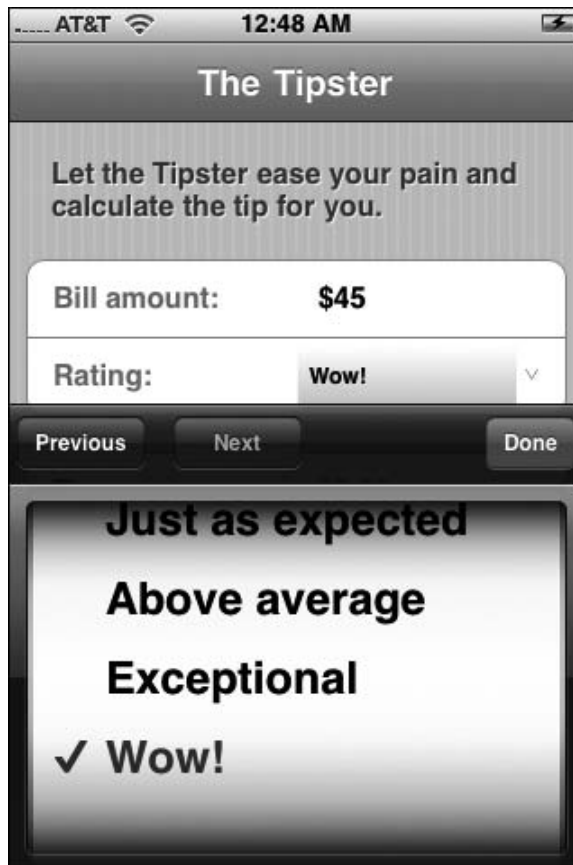 AT&T 12:48 AM
The Tipster
Let the Tipster ease your pain and
calculate the tip for you.
Bill amount: $45
Rating: Wow!
Previous Next Done
Just as expected
Above average
Exceptional
✓ Wow!